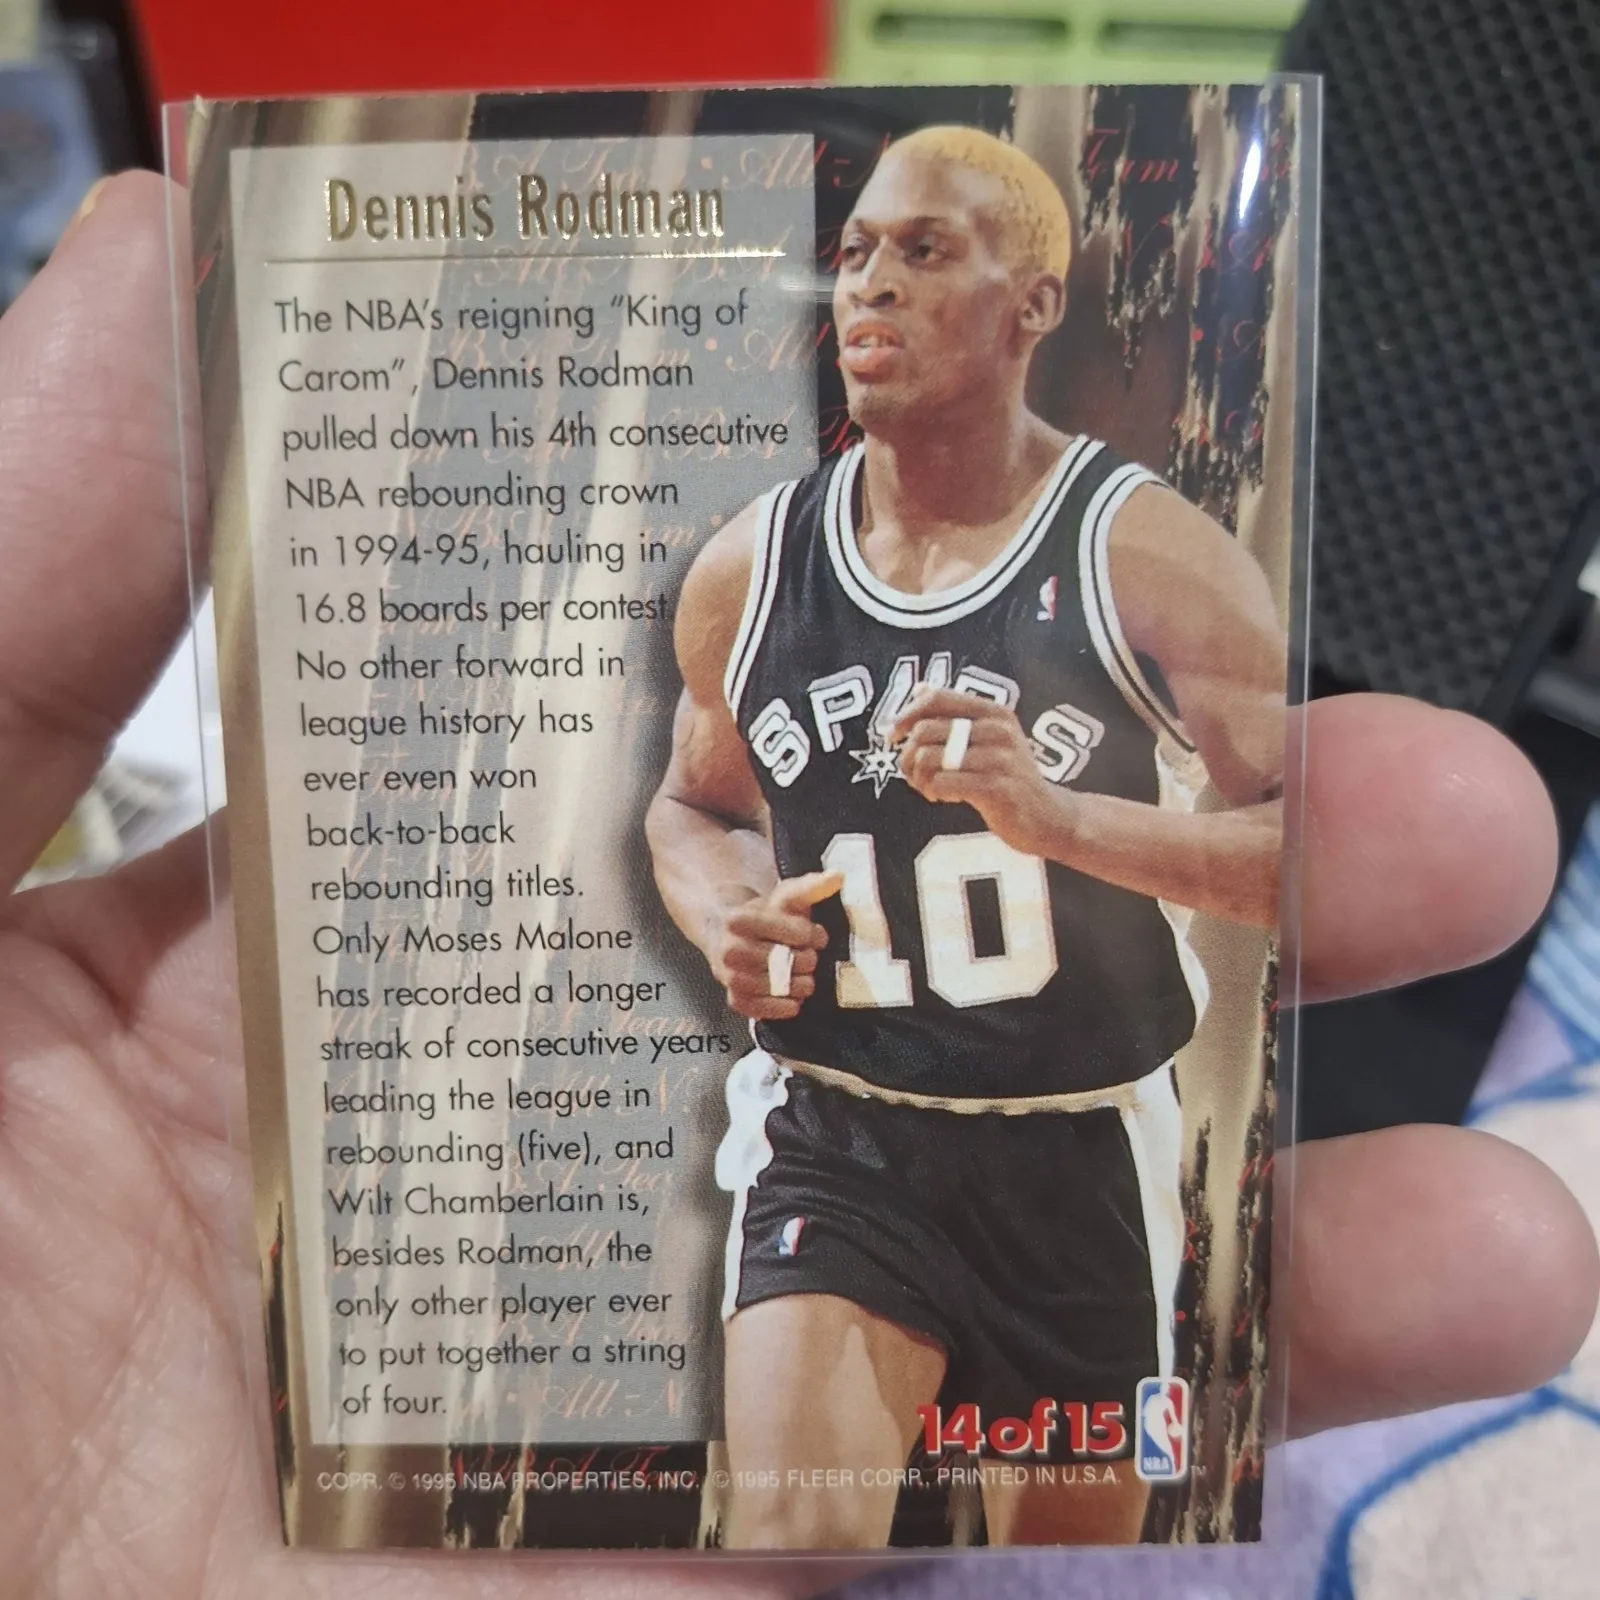 Dennis Rodman
The NBA's reigning "King of
Carom", Dennis Rodman
pulled down his 4th consecutive
NBA rebounding crown
in 1994-95, hauling in
16.8 boards per contest.
No other forward in
league history has
ever even won
back-to-back
rebounding titles.
Only Moses Malone
has recorded a longer
streak of consecutive years
leading the league in
rebounding (five), and
Wilt Chamberlain is,
besides Rodman, the
only other player ever
to put together a string
of four.
SPURS
10
14 of 15
NBA
TM
COPR. © 1995 NBA PROPERTIES, INC. © 1995 FLEER CORP., PRINTED IN U.S.A.